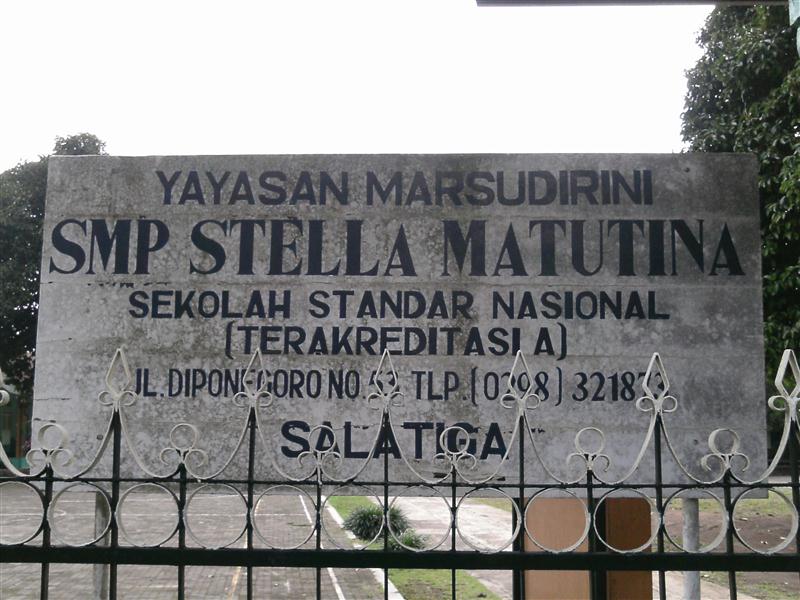 YAYASAN MARSUDIRINI
SMP STELLA MATUTINA
SEKOLAH STANDAR NASIONAL
(TERAKREDITASI A)
JL. DIPONEGORO NO.
TLP. (0298)
SALATIGA